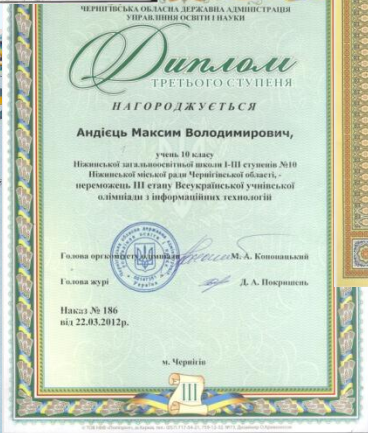 ЧЕРНІГІВСЬКА ОБЛАСНА ДЕРЖАВНА АДМІНІСТРАЦІЯ
УПРАВЛІННЯ ОСВІТИ І НАУКИ
Диплом
ТРЕТЬОГО СТУПЕНЯ
НАГОРОДЖУЄТЬСЯ
Андієць Максим Володимирович,
учень 10 класу
Ніжинської загальноосвітньої школи І-ІІІ ступенів №10
Ніжинської міської ради Чернігівської області, -
переможець ІІІ етапу Всеукраїнської учнівської
олімпіади з інформаційних технологій
Голова оргкомітету олімпіади М. А. Конопацький
Голова журі Д. А. Покришень
Наказ № 186
від 22.03.2012р.
м. Чернігів
III